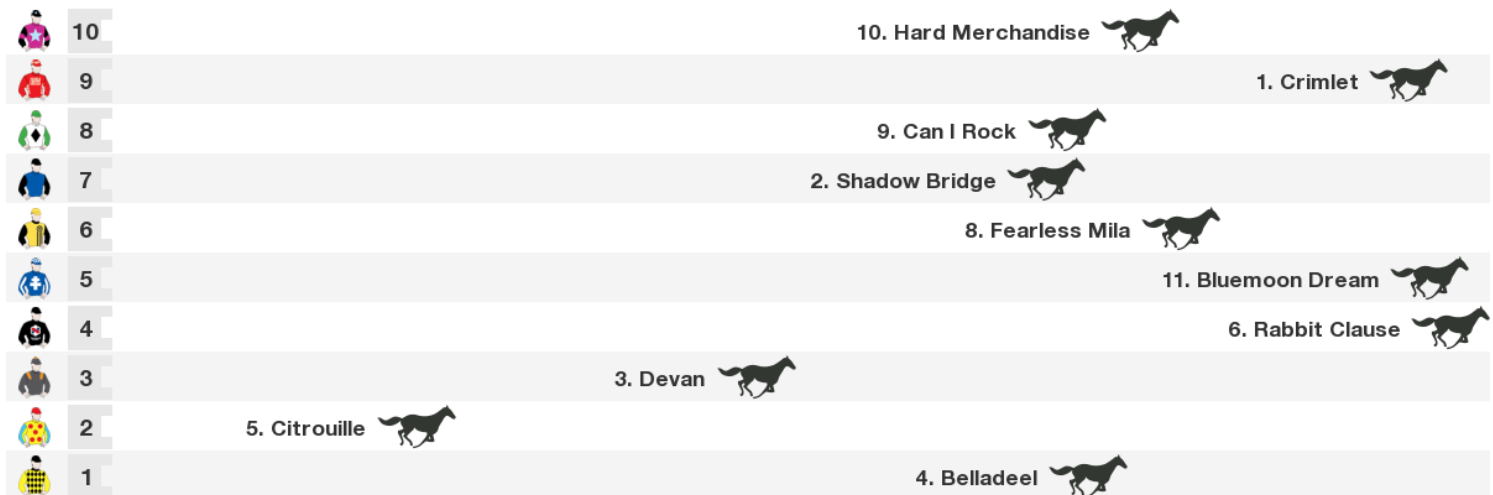 10 10. Hard Merchandise
9 1. Crimlet
8 9. Can I Rock
7 2. Shadow Bridge
6 8. Fearless Mila
5 11. Bluemoon Dream
4 6. Rabbit Clause
3 3. Devan
2 5. Citrouille
1 4. Belladeel